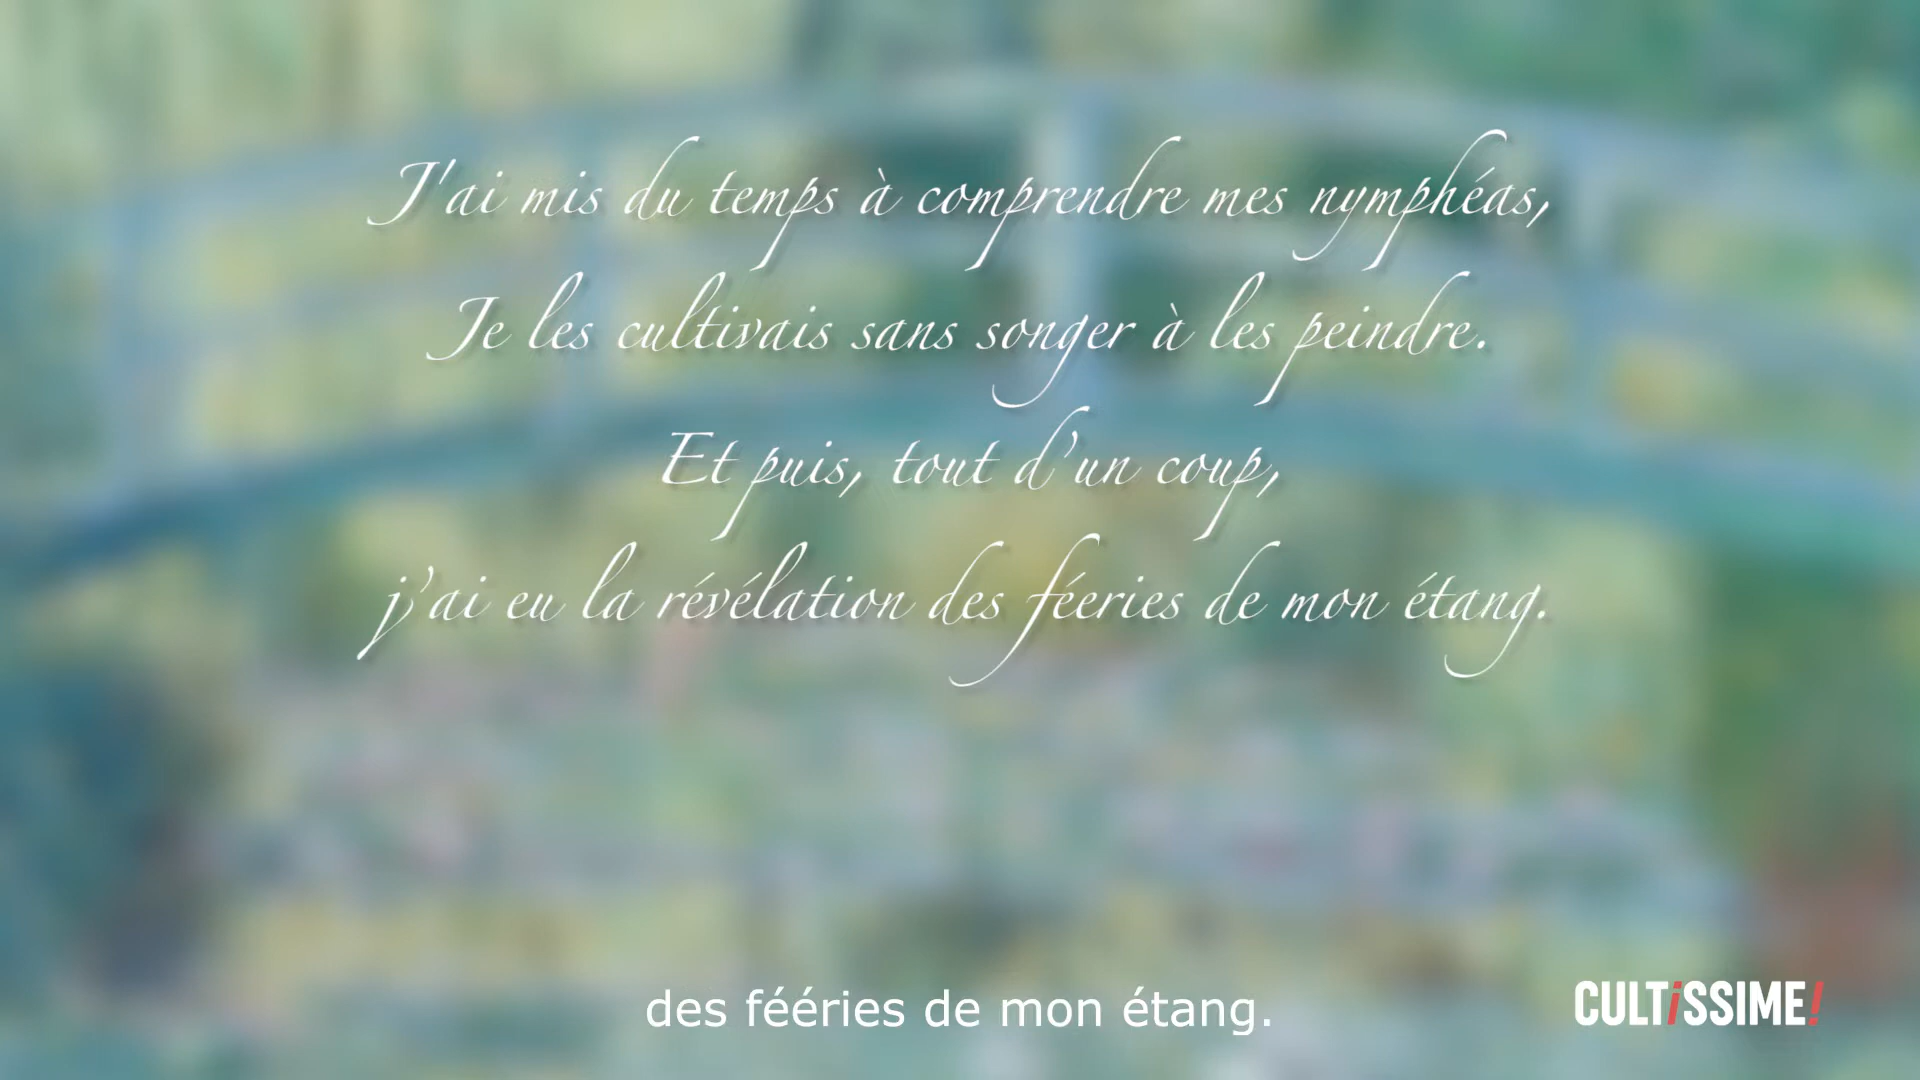 J'ai mis du temps à comprendre mes nymphéas,
Je les cultivais sans songer à les peindre.
Et puis, tout d’un coup,
j’ai eu la révélation des féeries de mon étang.
des fééries de mon étang.
CULTiSSIME!